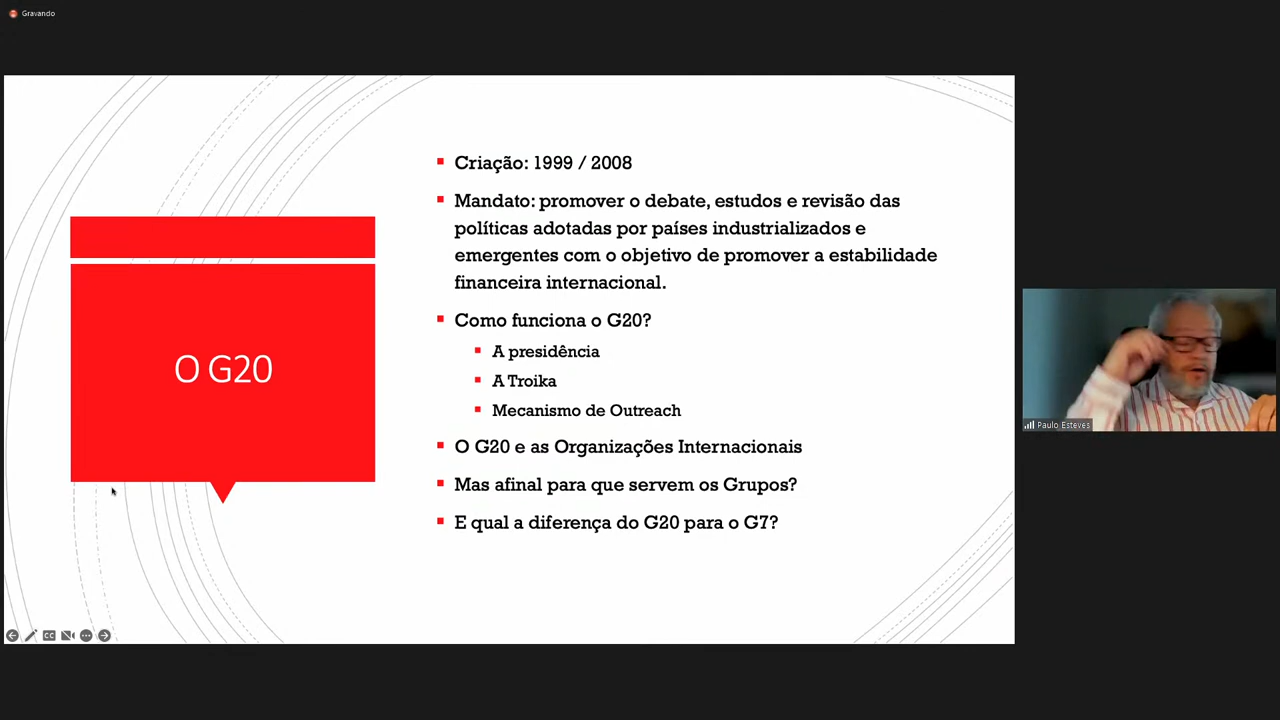 Gravando
O G20
Criação: 1999 / 2008
Mandato: promover o debate, estudos e revisão das
políticas adotadas por países industrializados e
emergentes com o objetivo de promover a estabilidade
financeira internacional.
Como funciona o G20?
A presidência
A Troika
Mecanismo de Outreach
O G20 e as Organizações Internacionais
Mas afinal para que servem os Grupos?
E qual a diferença do G20 para o G7?
Paulo Esteves
CC